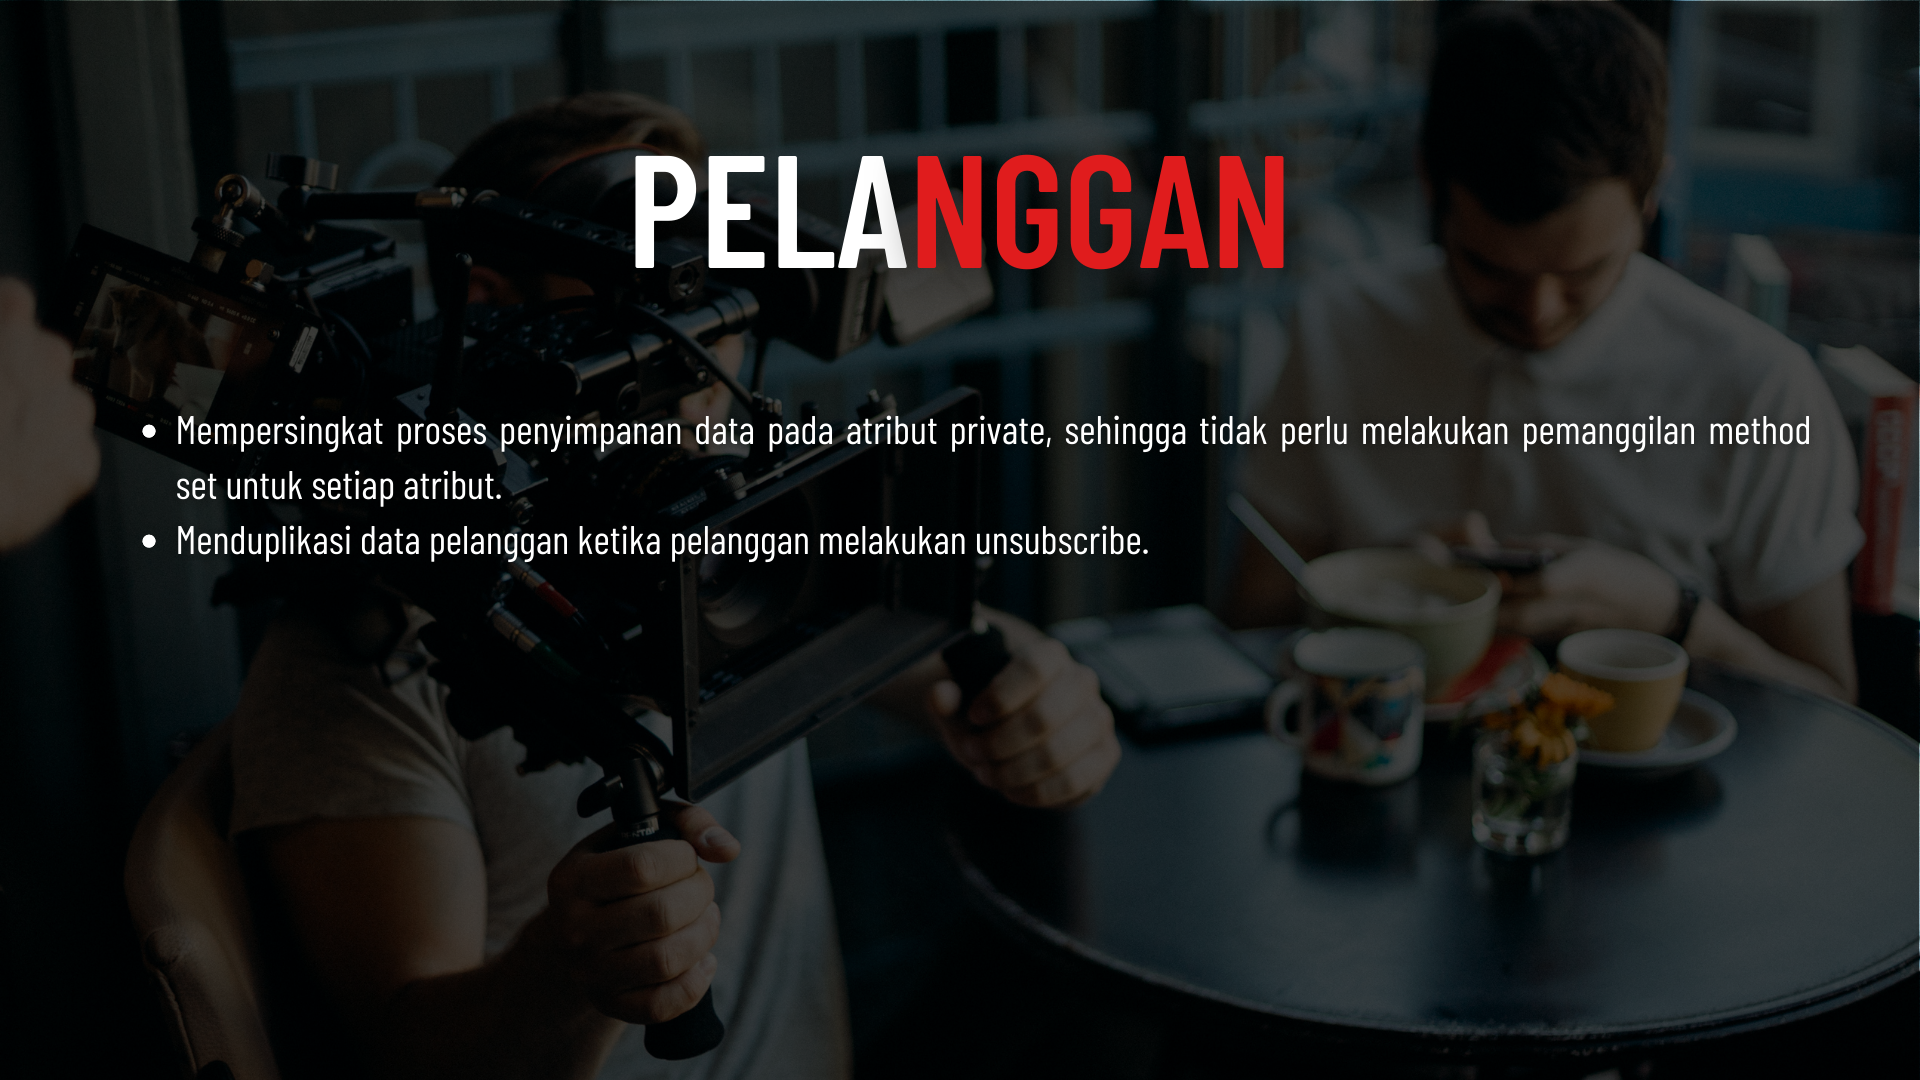 PELANGGAN
• Mempersingkat proses penyimpanan data pada atribut private, sehingga tidak perlu melakukan pemanggilan method
set untuk setiap atribut.
• Menduplikasi data pelanggan ketika pelanggan melakukan unsubscribe.